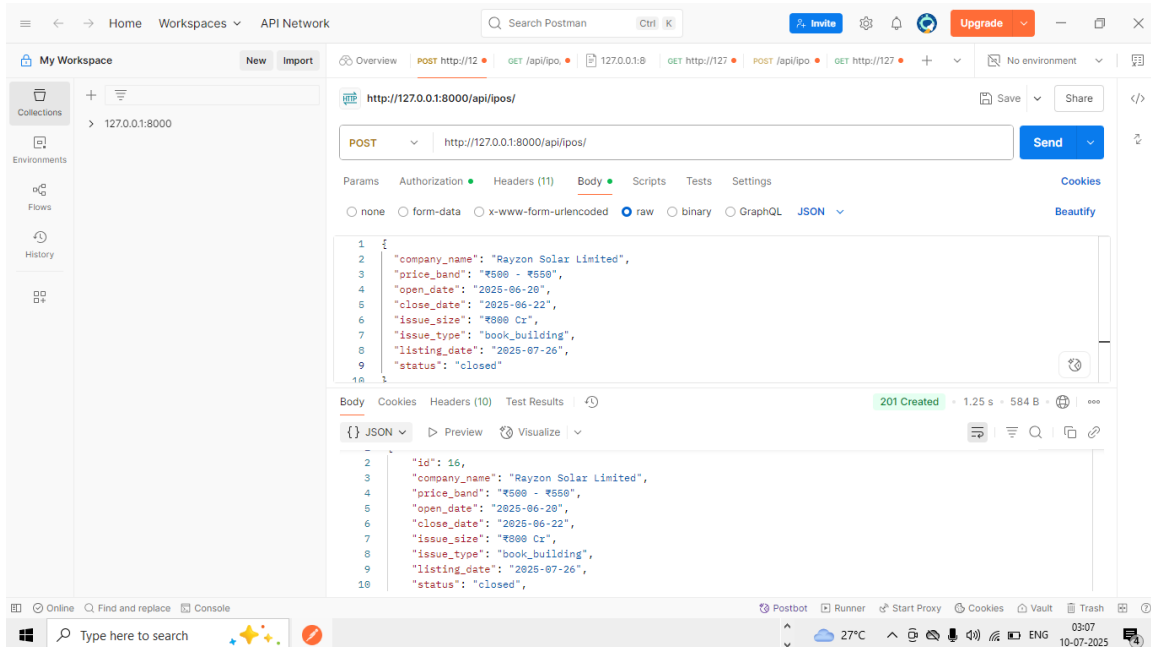 Home Workspaces API Network Search Postman Ctrl K Invite Upgrade
My Workspace New Import Overview POST http://12 GET /api/ipo, 127.0.0.1:8 GET http://127 POST /api/ipo GET http://127 No environment
Collections
Environments
Flows
History
127.0.0.1:8000
HTTP http://127.0.0.1:8000/api/ipos/ Save Share
POST http://127.0.0.1:8000/api/ipos/ Send
Params Authorization Headers (11) Body Scripts Tests Settings Cookies
none form-data x-www-form-urlencoded raw binary GraphQL JSON Beautify
1 {
2 "company_name": "Rayzon Solar Limited",
3 "price_band": "₹500 - ₹550",
4 "open_date": "2025-06-20",
5 "close_date": "2025-06-22",
6 "issue_size": "₹800 Cr",
7 "issue_type": "book_building",
8 "listing_date": "2025-07-26",
9 "status": "closed"
10 }
Body Cookies Headers (10) Test Results 201 Created 1.25 s 584 B
{} JSON Preview Visualize
2 "id": 16,
3 "company_name": "Rayzon Solar Limited",
4 "price_band": "₹500 - ₹550",
5 "open_date": "2025-06-20",
6 "close_date": "2025-06-22",
7 "issue_size": "₹800 Cr",
8 "issue_type": "book_building",
9 "listing_date": "2025-07-26",
10 "status": "closed",
Online Find and replace Console Postbot Runner Start Proxy Cookies Vault Trash
Type here to search 27°C ENG 03:07
10-07-2025 4